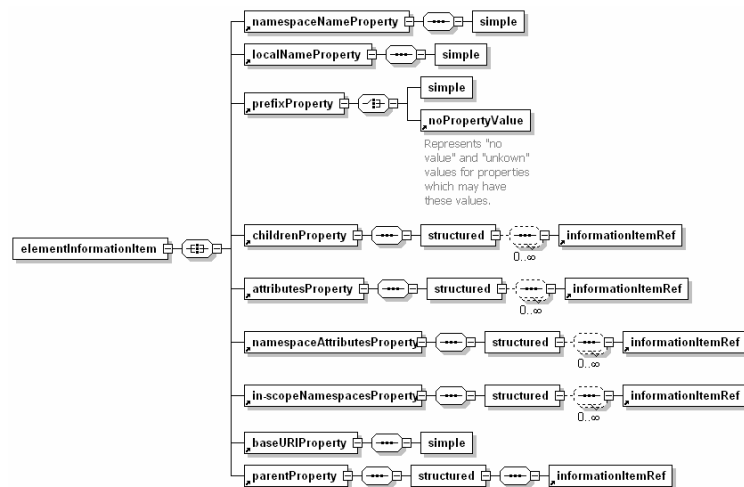 namespaceNameProperty simple
localNameProperty simple
simple
prefixProperty
noPropertyValue
Represents "no
value" and "unkown"
values for properties
which may have
these values.
childrenProperty structured informationItemRef
elementInformationItem
0..∞
attributesProperty structured informationItemRef
0..∞
namespaceAttributesProperty structured informationItemRef
0..∞
in-scopeNamespacesProperty structured informationItemRef
0..∞
baseURIProperty simple
parentProperty structured informationItemRef